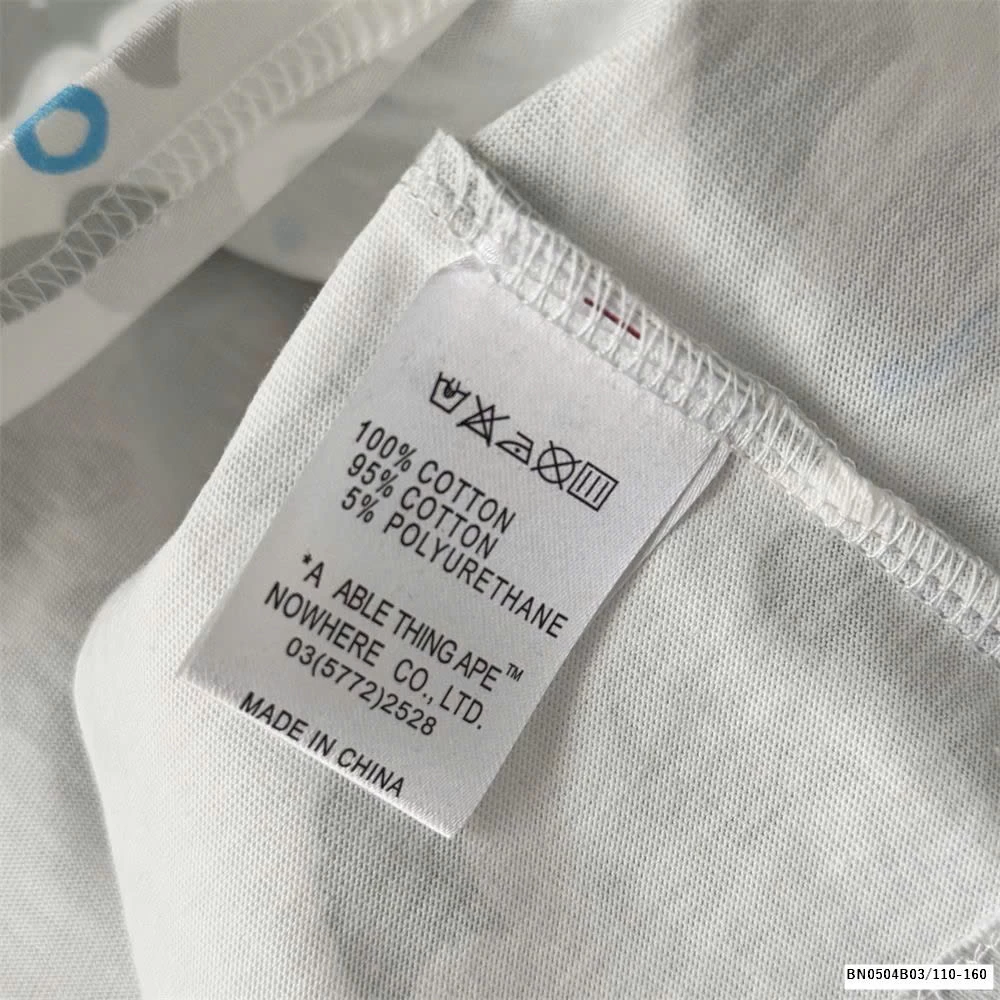 100% COTTON
95% COTTON
5% POLYURETHANE
*A ABLE THING APE™
NOWHERE CO., LTD.
03(5772)2528
MADE IN CHINA
BN0504B03/110-160